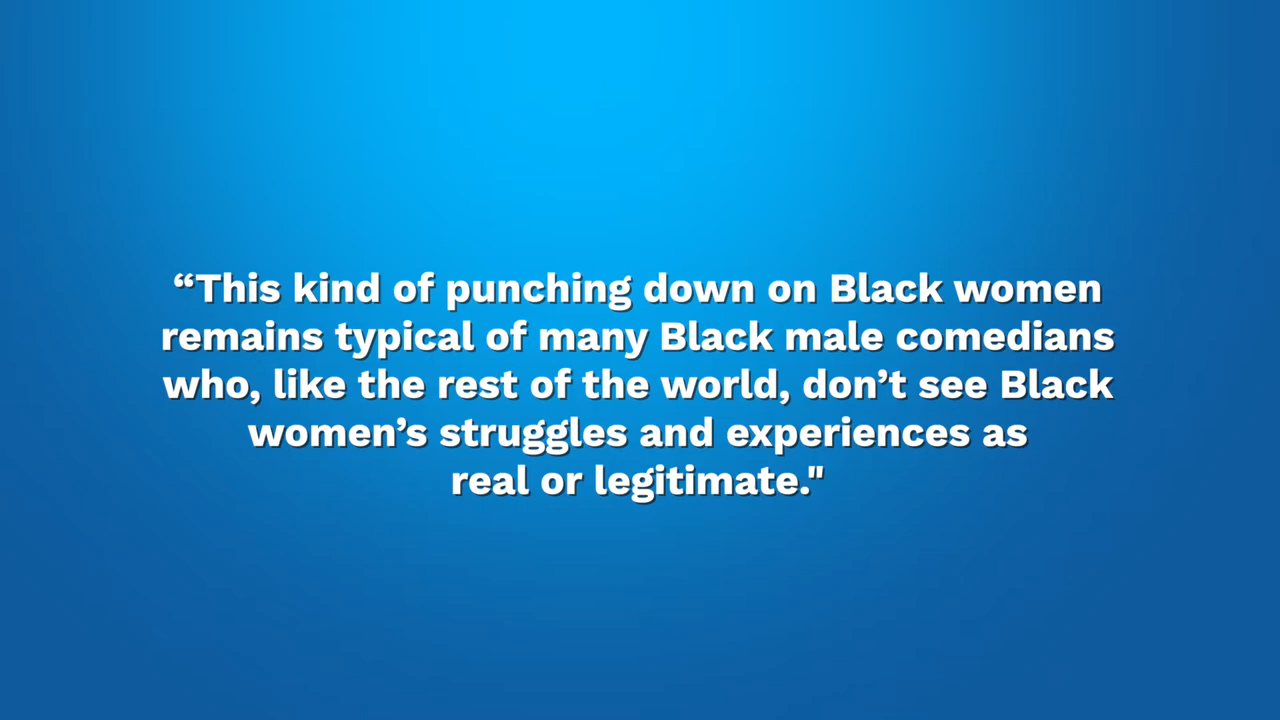 “This kind of punching down on Black women
remains typical of many Black male comedians
who, like the rest of the world, don’t see Black
women’s struggles and experiences as
real or legitimate."